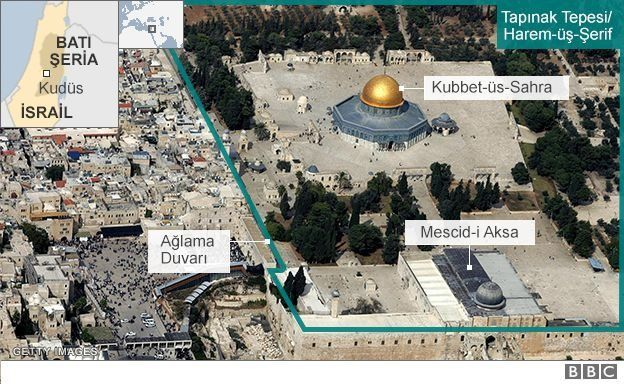 BATI
ŞERİA
Kudüs
İSRAİL
Tapınak Tepesi/
Harem-üş-Şerif
Kubbet-üs-Sahra
Mescid-i Aksa
Ağlama
Duvarı
GETTY IMAGES
BBC